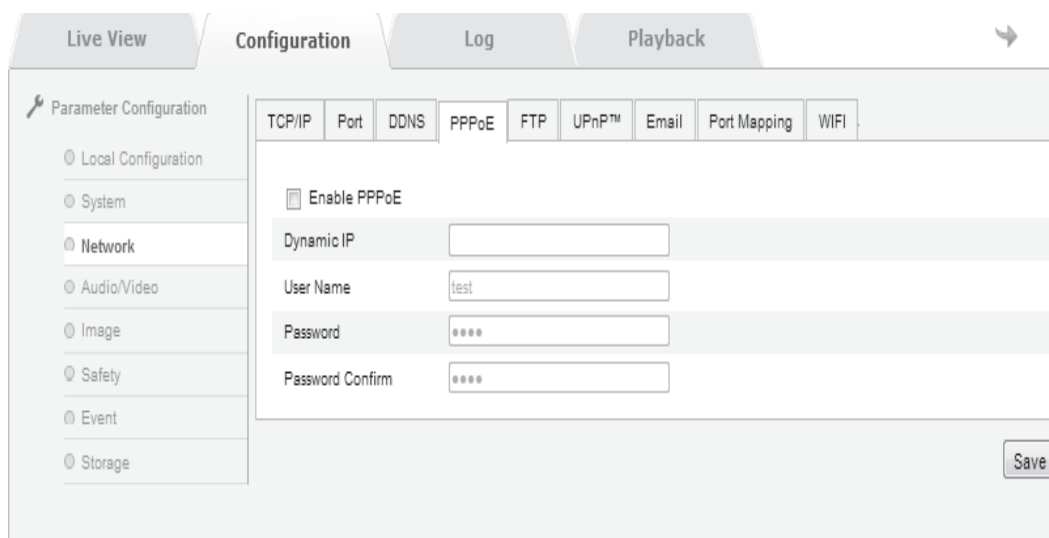 Live View
Configuration
Log
Playback
Parameter Configuration
Local Configuration
System
Network
Audio/Video
Image
Safety
Event
Storage
TCP/IP
Port
DDNS
PPPoE
FTP
UPnP™
Email
Port Mapping
WIFI
Enable PPPoE
Dynamic IP
User Name
test
Password
••••
Password Confirm
••••
Save